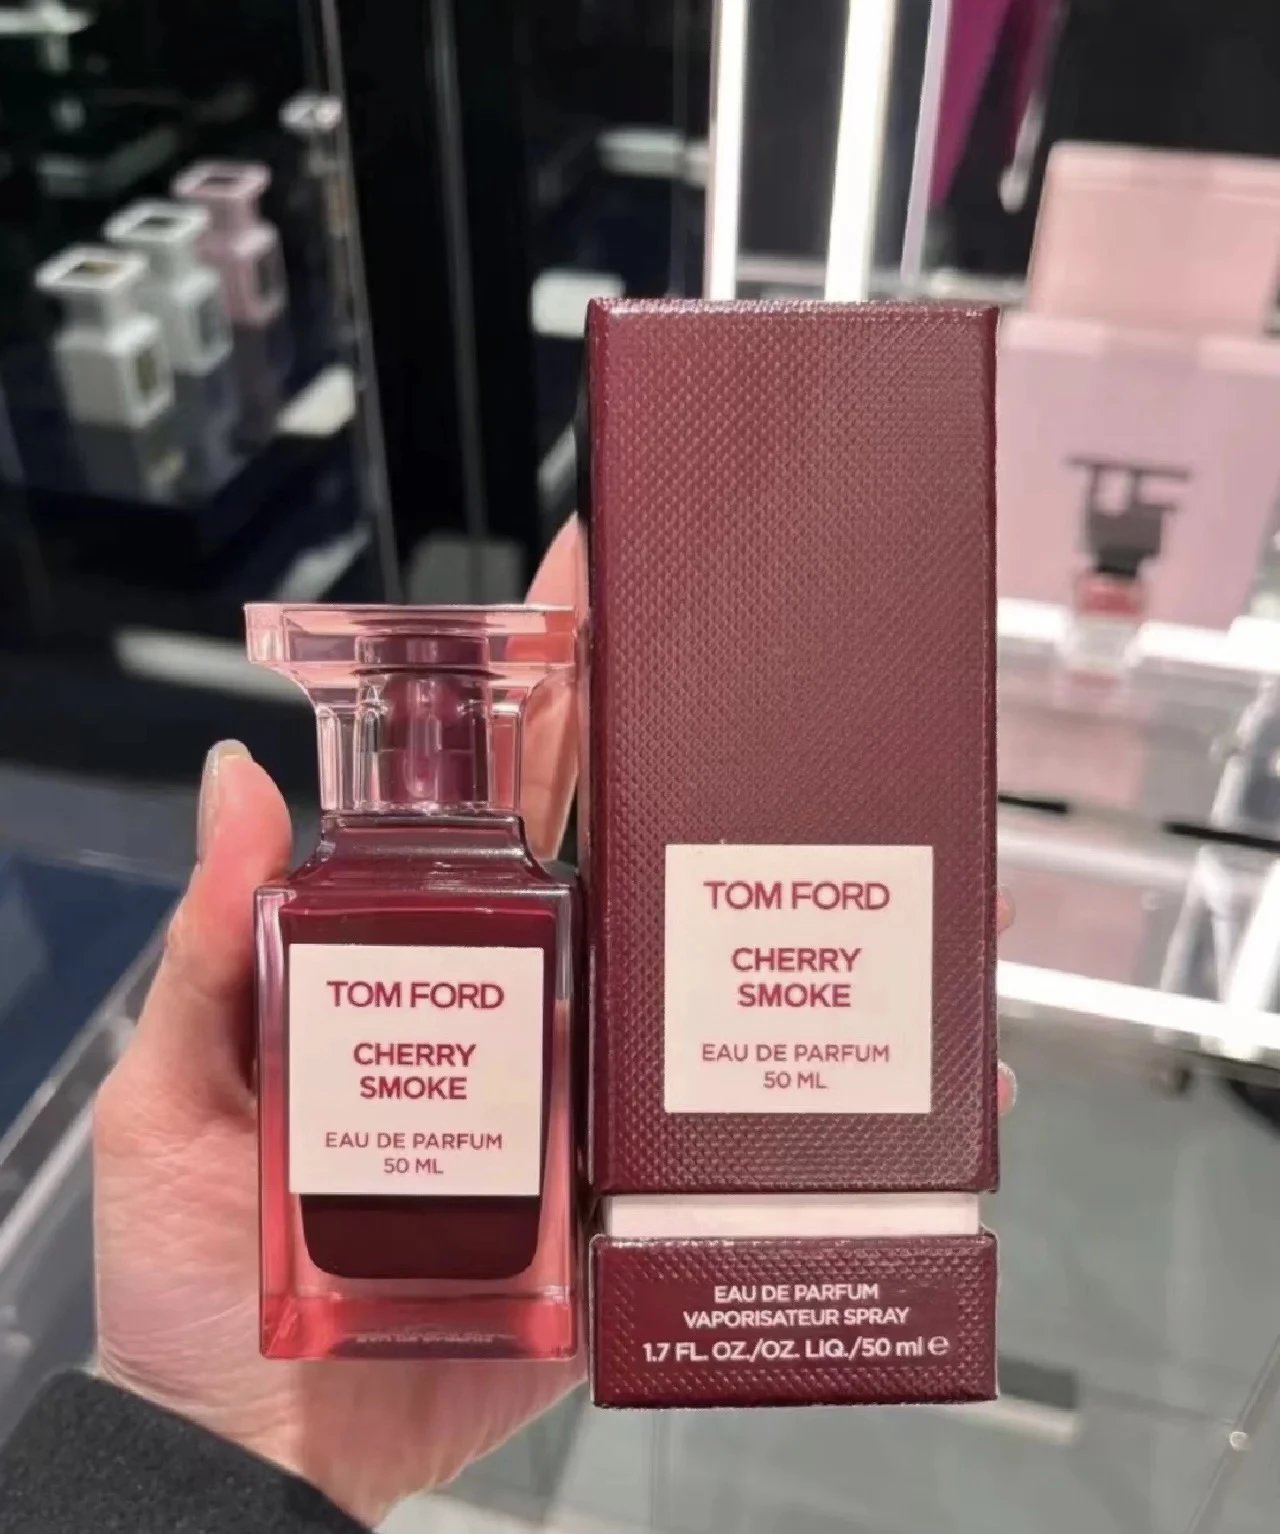 TOM FORD
CHERRY
SMOKE
EAU DE PARFUM
50 ML
TOM FORD
CHERRY
SMOKE
EAU DE PARFUM
50 ML
EAU DE PARFUM
VAPORISATEUR SPRAY
1.7 FL. OZ./OZ. LIQ./50 ml e
TF